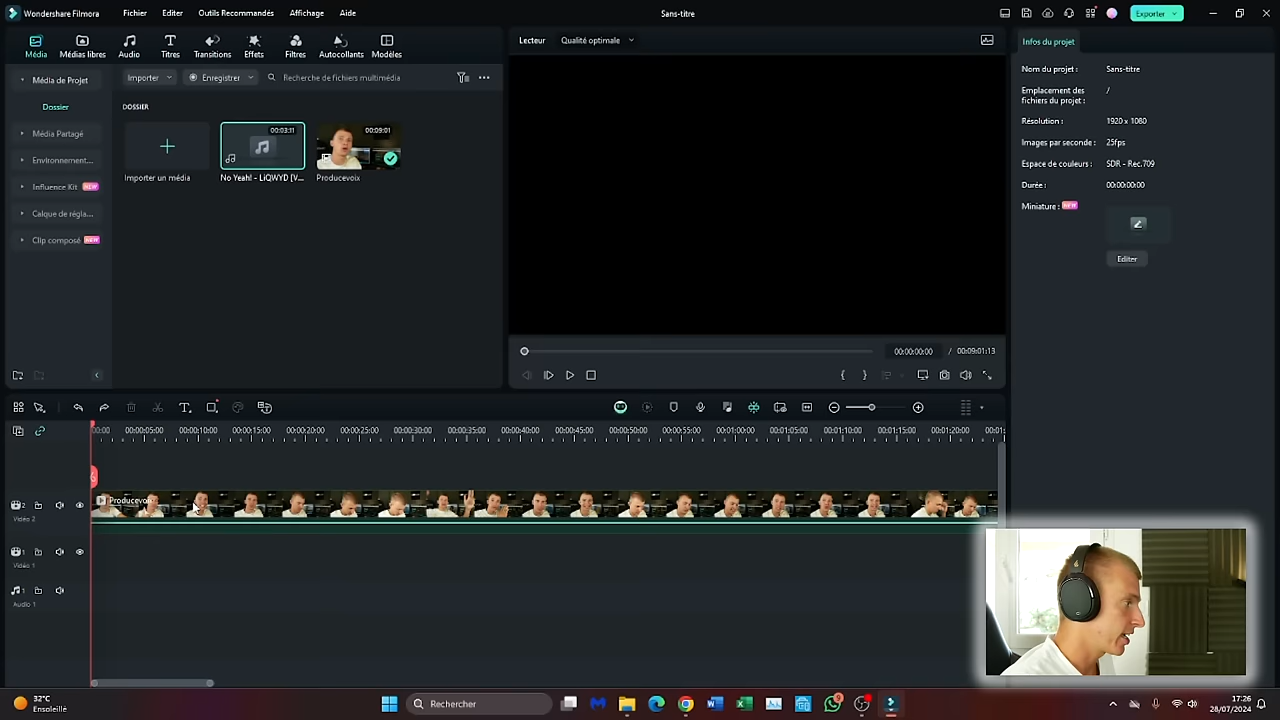 Wondershare Filmora
Fichier Editer Outils Recommandés Affichage Aide
Sans-titre
Exporter
Média Médias libres Audio Titres Transitions Effets Filtres Autocollants Modèles
Lecteur Qualité optimale
Infos du projet
Média de Projet
Importer Enregistrer Recherche de fichiers multimédia
Nom du projet : Sans-titre
Emplacement des fichiers du projet : /
Dossier
DOSSIER
Résolution : 1920 x 1080
Média Partagé
00:03:11
00:09:01
Images par seconde : 25fps
Environnement...
Espace de couleurs : SDR - Rec.709
Importer un média
No Yeah! - LiQWYD [V...
Producevoix
Influence Kit NEW
Durée : 00:00:00:00
Calque de régla...
Miniature : NEW
Clip composé NEW
Editer
00:00:00:00 / 00:09:01:13
00:00 00:00:05:00 00:00:10:00 00:00:15:00 00:00:20:00 00:00:25:00 00:00:30:00 00:00:35:00 00:00:40:00 00:00:45:00 00:00:50:00 00:00:55:00 00:01:00:00 00:01:05:00 00:01:10:00 00:01:15:00 00:01:20:00 00:01:
2
Producevoix
Vidéo 2
1
Vidéo 1
1
Audio 1
32°C
Ensoleillé
Rechercher
17:26
28/07/2024